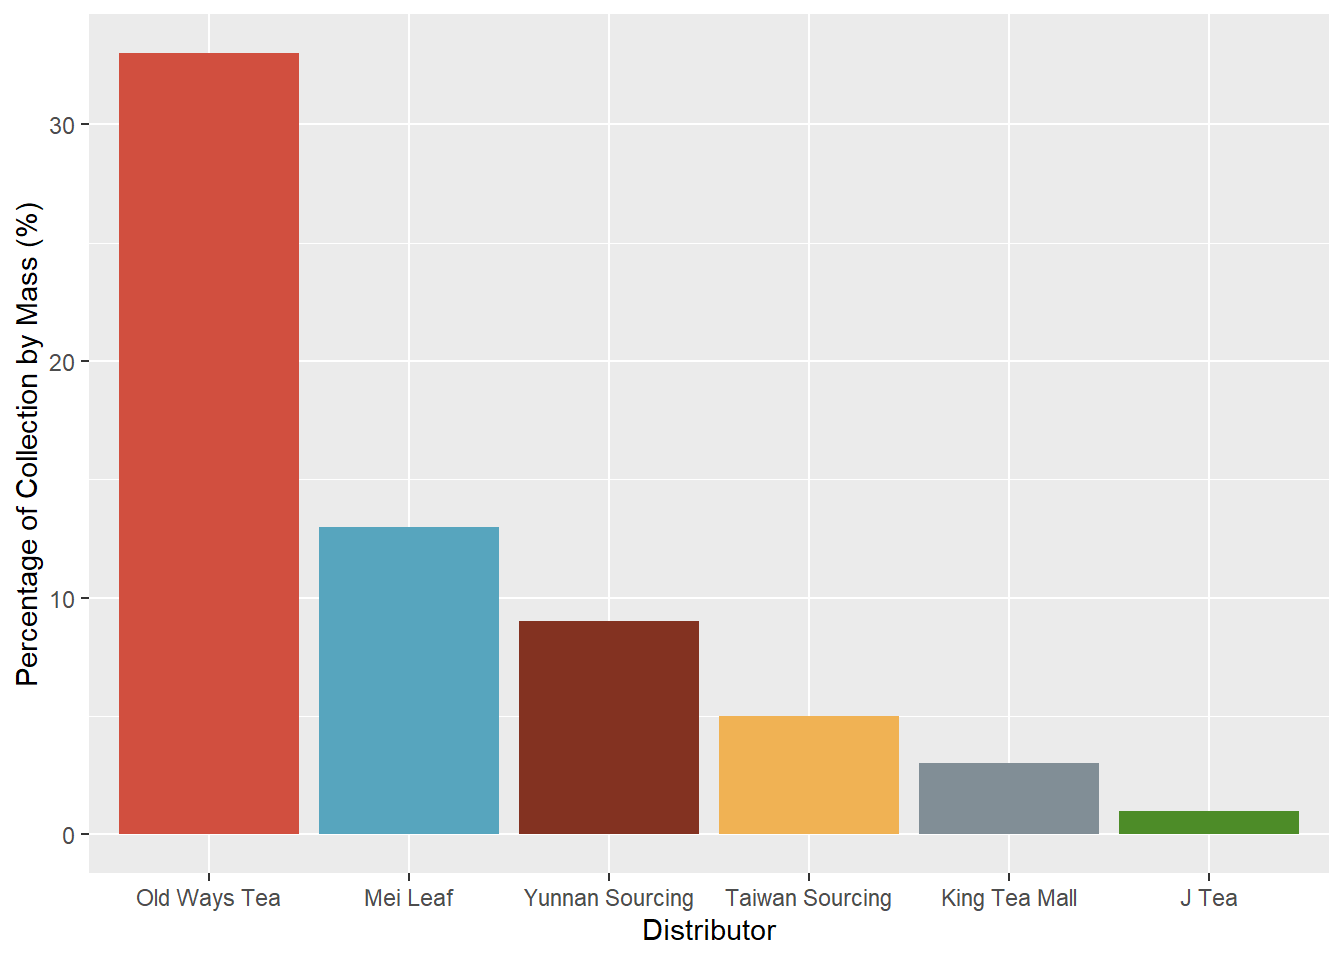 Percentage of Collection by Mass (%)
30
20
10
0
Old Ways Tea
Mei Leaf
Yunnan Sourcing
Taiwan Sourcing
King Tea Mall
J Tea
Distributor